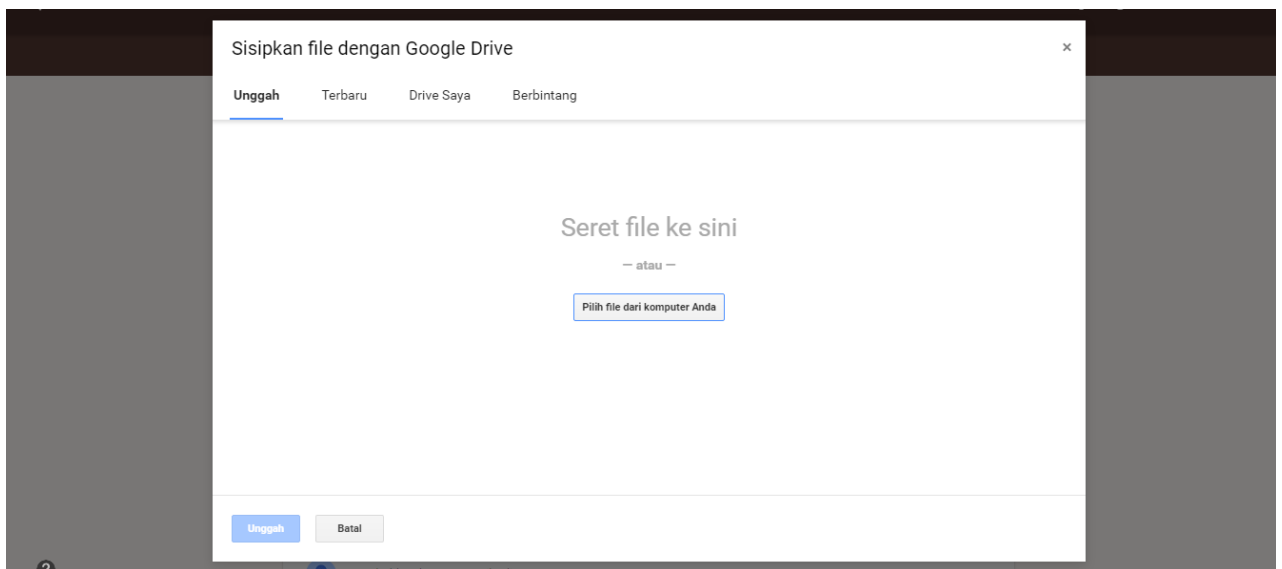 Sisipkan file dengan Google Drive ×
Unggah Terbaru Drive Saya Berbintang
Seret file ke sini
— atau —
Pilih file dari komputer Anda
Unggah Batal